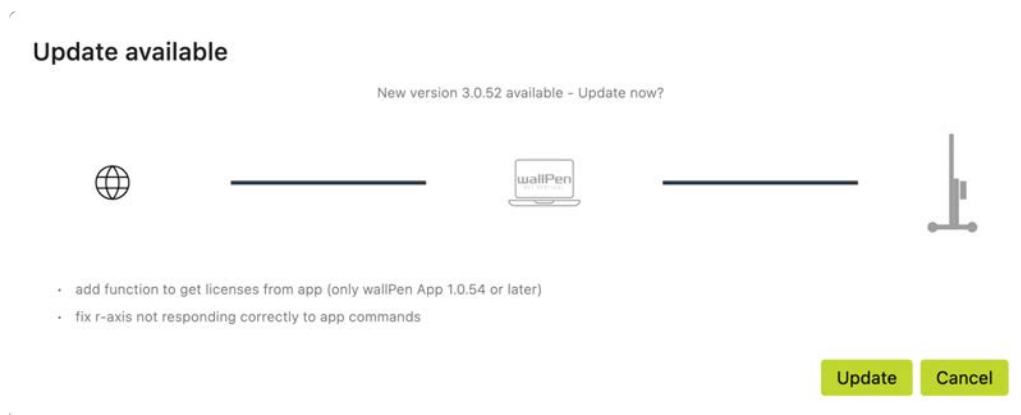 Update available
New version 3.0.52 available - Update now?
wallPen
• add function to get licenses from app (only wallPen App 1.0.54 or later)
• fix r-axis not responding correctly to app commands
Update Cancel